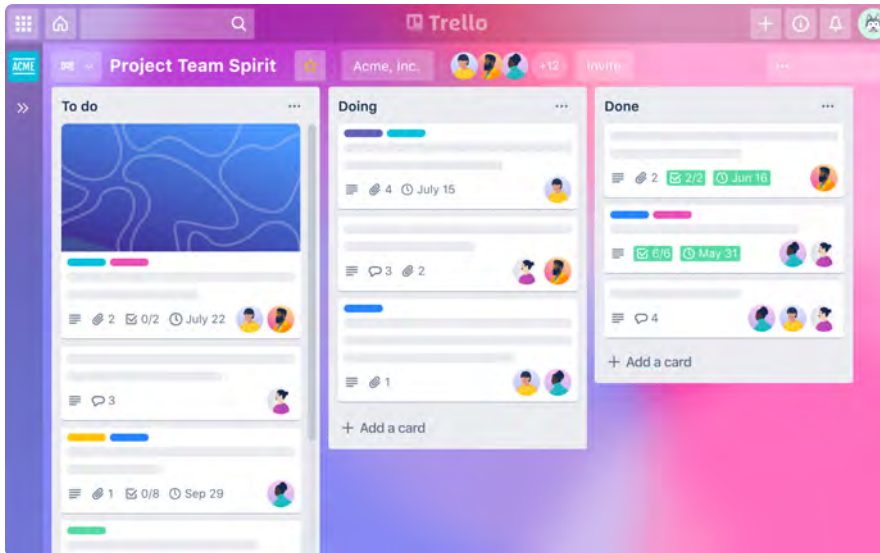 Trello
ACME
Project Team Spirit
Acme, Inc.
+12
Invite
To do
2 0/2 July 22
3
1 0/8 Sep 29
Doing
4 July 15
3 2
1
+ Add a card
Done
2 2/2 Jun 16
6/6 May 31
4
+ Add a card